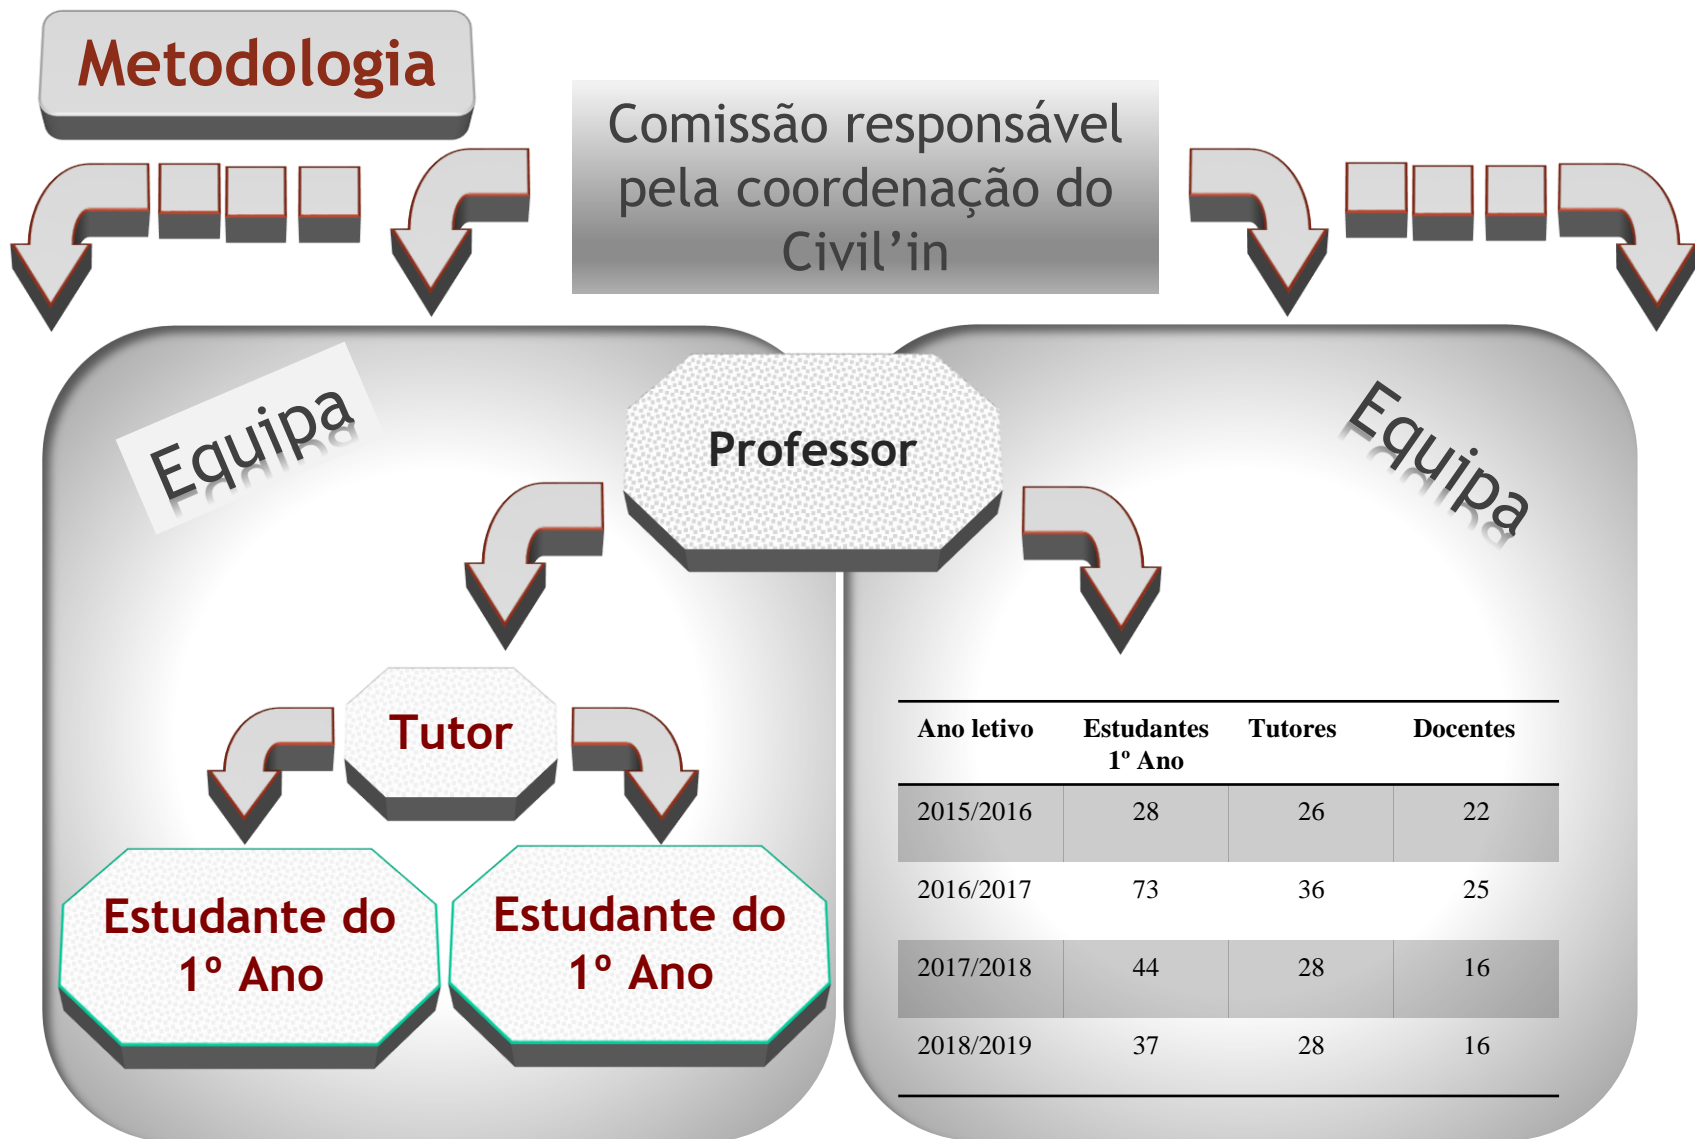 Metodologia
Comissão responsável
pela coordenação do
Civil’in
Equipa
Equipa
Professor
Tutor
Estudante do
1º Ano
Estudante do
1º Ano
Ano letivo Estudantes Tutores Docentes
1º Ano
2015/2016 28 26 22
2016/2017 73 36 25
2017/2018 44 28 16
2018/2019 37 28 16